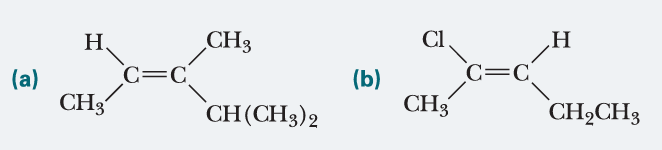 (a) H CH₃
C=C
CH₃ CH(CH₃)₂
(b) Cl H
C=C
CH₃ CH₂CH₃